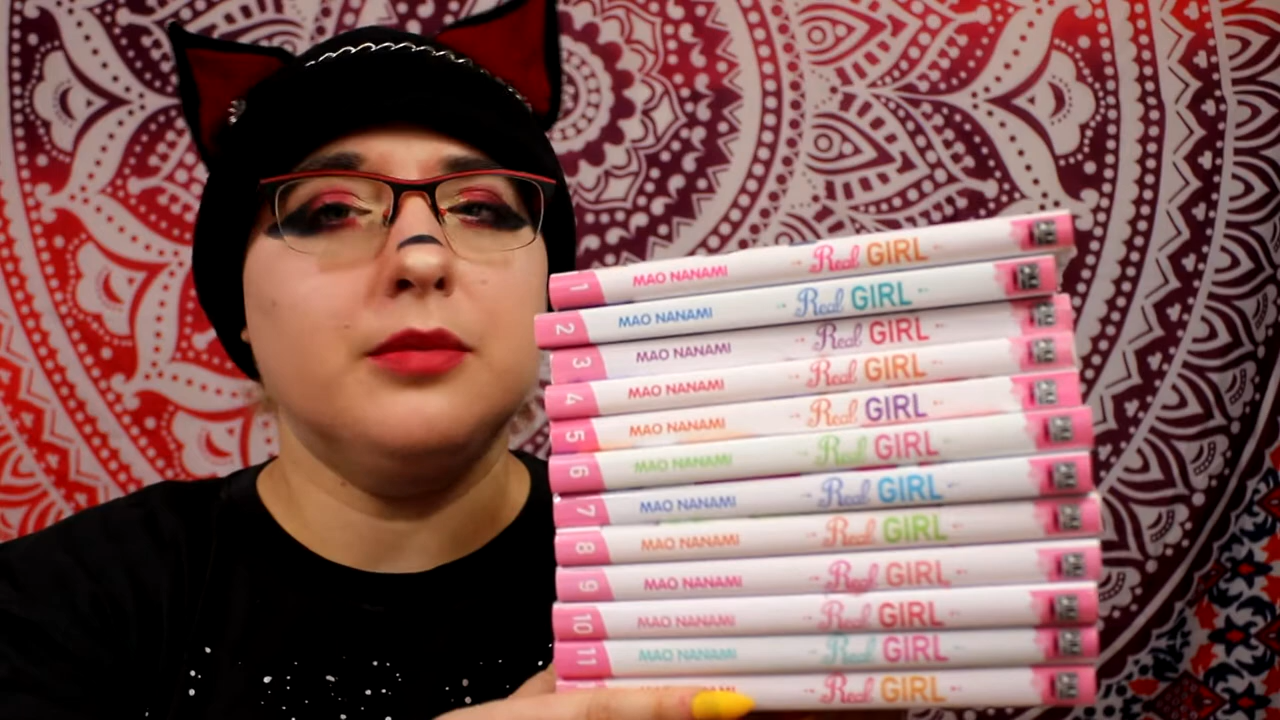 1 MAO NANAMI Real GIRL
2 MAO NANAMI Real GIRL
3 MAO NANAMI Real GIRL
4 MAO NANAMI Real GIRL
5 MAO NANAMI Real GIRL
6 MAO NANAMI Real GIRL
7 MAO NANAMI Real GIRL
8 MAO NANAMI Real GIRL
9 MAO NANAMI Real GIRL
10 MAO NANAMI Real GIRL
11 MAO NANAMI Real GIRL
Real GIRL